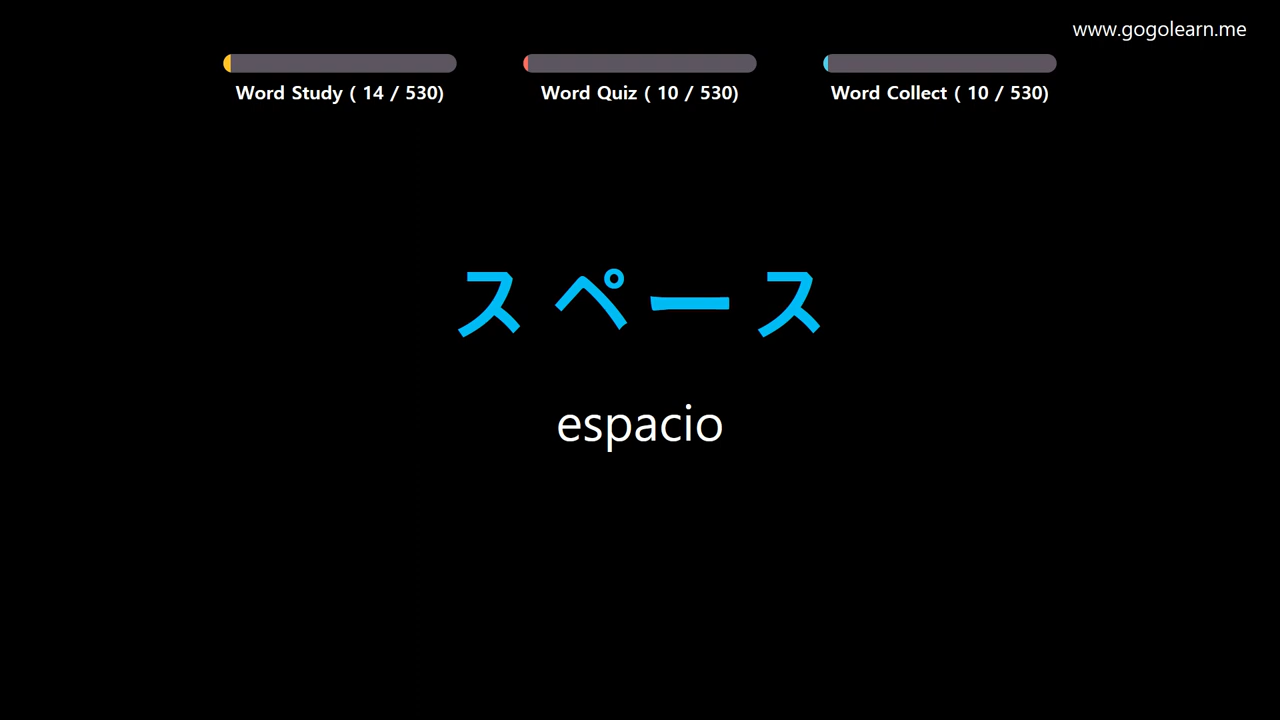 www.gogolearn.me
Word Study ( 14 / 530)
Word Quiz ( 10 / 530)
Word Collect ( 10 / 530)
スペース
espacio